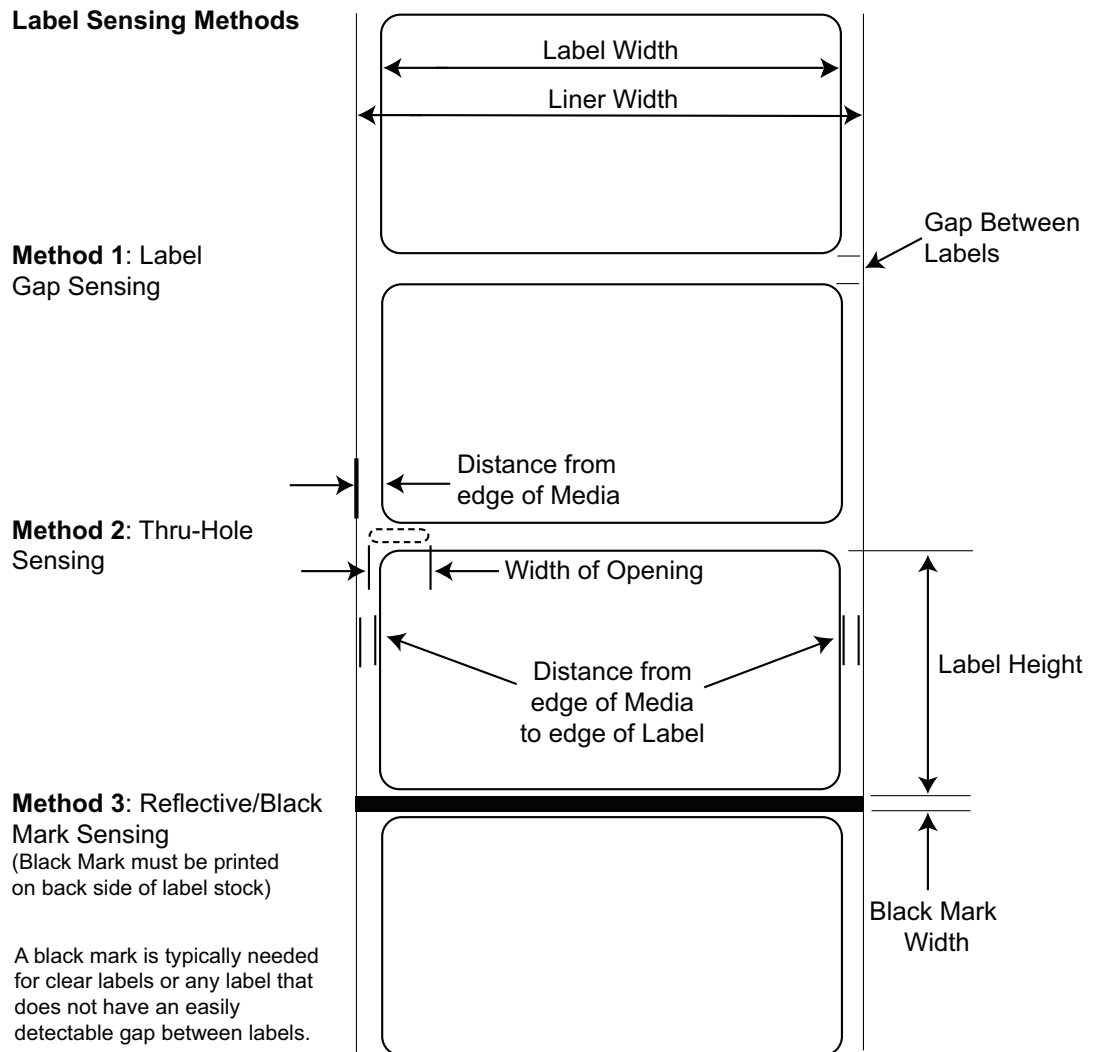 Label Sensing Methods
Label Width
Liner Width
Gap Between
Labels
Method 1: Label
Gap Sensing
Distance from
edge of Media
Method 2: Thru-Hole
Sensing
Width of Opening
Distance from
edge of Media
to edge of Label
Label Height
Method 3: Reflective/Black
Mark Sensing
(Black Mark must be printed
on back side of label stock)
Black Mark
Width
A black mark is typically needed
for clear labels or any label that
does not have an easily
detectable gap between labels.